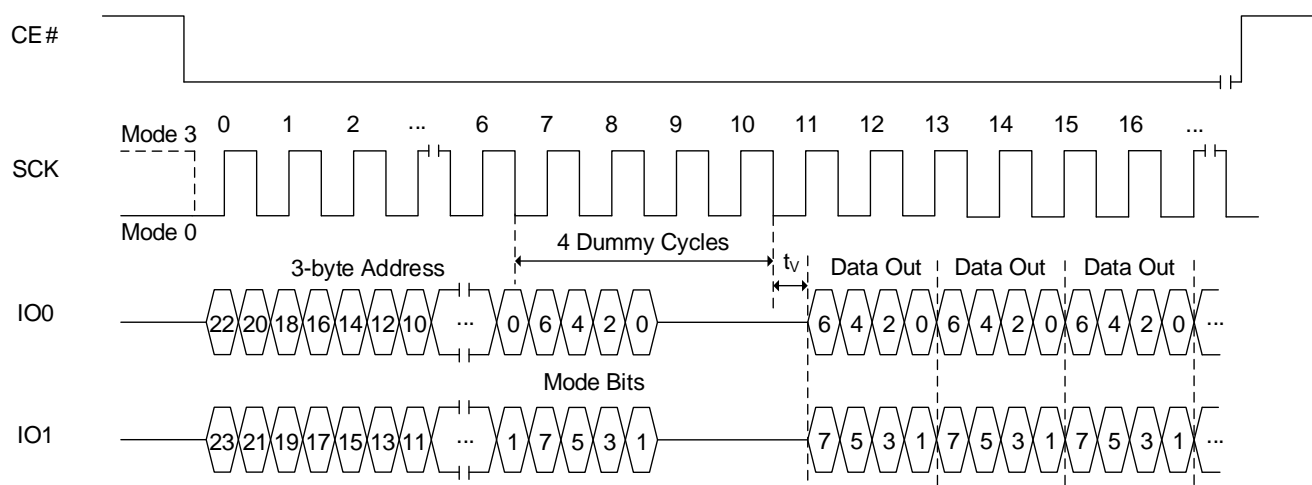 CE#
Mode 3
0 1 2 ... 6 7 8 9 10 11 12 13 14 15 16 ...
SCK
Mode 0
4 Dummy Cycles
3-byte Address
tV
Data Out Data Out Data Out
IO0
22 20 18 16 14 12 10 ... 0 6 4 2 0 6 4 2 0 6 4 2 0 6 4 2 0 ...
Mode Bits
IO1
23 21 19 17 15 13 11 ... 1 7 5 3 1 7 5 3 1 7 5 3 1 7 5 3 1 ...